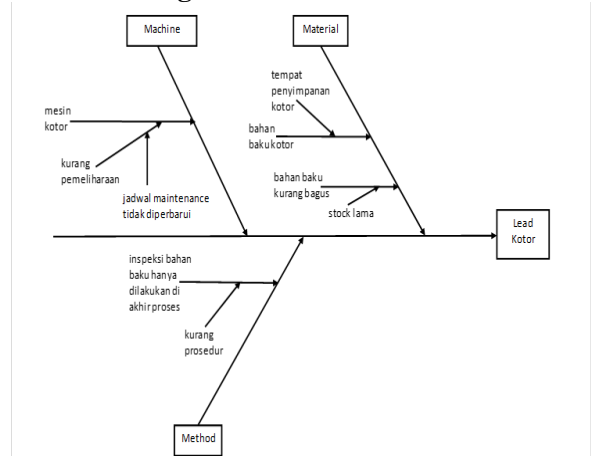 Machine
Material
tempat
penyimpanan
kotor
mesin
kotor
bahan
baku kotor
kurang
pemeliharaan
bahan baku
kurang bagus
jadwal maintenance
tidak diperbarui
stock lama
Lead
Kotor
inspeksi bahan
baku hanya
dilakukan di
akhir proses
kurang
prosedur
Method